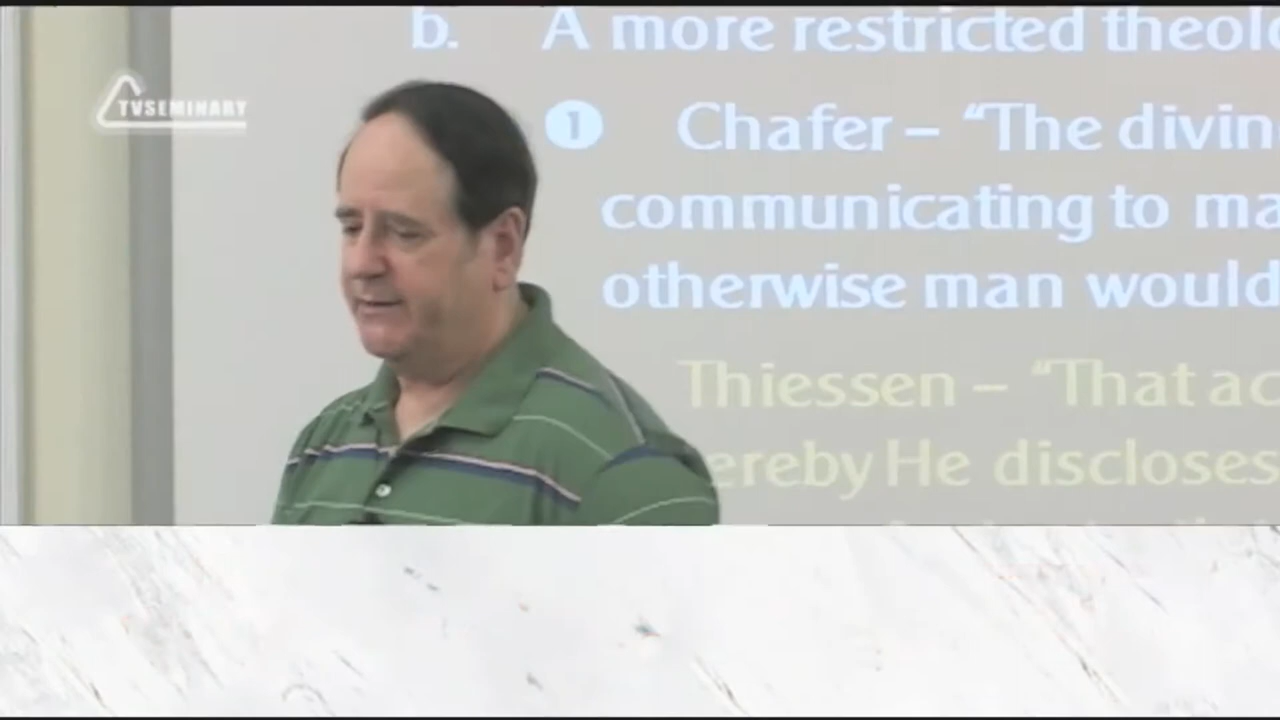 TVSEMINARY
b. A more restricted theolo
1 Chafer – “The divin
communicating to ma
otherwise man would
Thiessen – “That ac
ereby He discloses